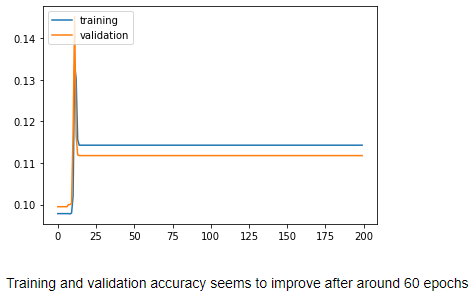 training
validation
0.14
0.13
0.12
0.11
0.10
0 25 50 75 100 125 150 175 200
Training and validation accuracy seems to improve after around 60 epochs